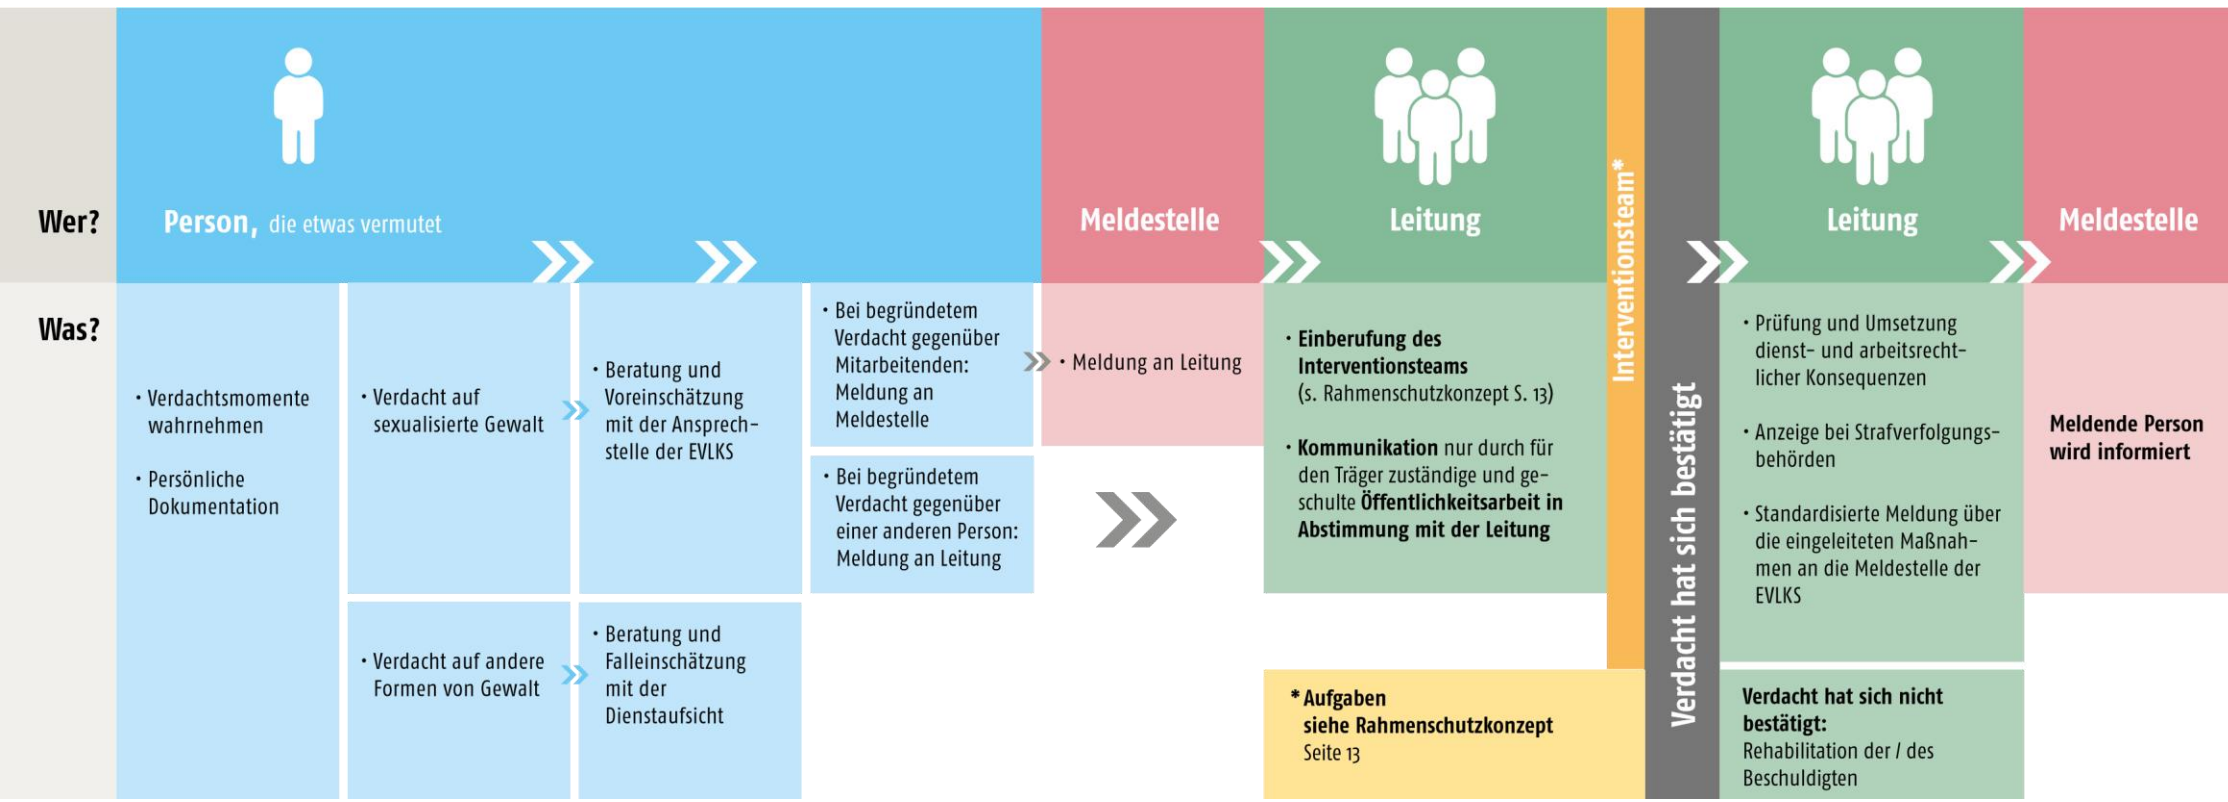 Wer?
Person, die etwas vermutet
Meldestelle
Leitung
Interventionsteam*
Verdacht hat sich bestätigt
Leitung
Meldestelle
Was?
· Verdachtsmomente
wahrnehmen
· Persönliche
Dokumentation
· Verdacht auf
sexualisierte Gewalt
· Verdacht auf andere
Formen von Gewalt
· Beratung und
Voreinschätzung
mit der Ansprech-
stelle der EVLKS
· Beratung und
Falleinschätzung
mit der
Dienstaufsicht
· Bei begründetem
Verdacht gegenüber
Mitarbeitenden:
Meldung an
Meldestelle
· Bei begründetem
Verdacht gegenüber
einer anderen Person:
Meldung an Leitung
· Meldung an Leitung
· Einberufung des
Interventionsteams
(s. Rahmenschutzkonzept S. 13)
· Kommunikation nur durch für
den Träger zuständige und ge-
schulte Öffentlichkeitsarbeit in
Abstimmung mit der Leitung
* Aufgaben
siehe Rahmenschutzkonzept
Seite 13
· Prüfung und Umsetzung
dienst- und arbeitsrecht-
licher Konsequenzen
· Anzeige bei Strafverfolgungs-
behörden
· Standardisierte Meldung über
die eingeleiteten Maßnah-
men an die Meldestelle der
EVLKS
Verdacht hat sich nicht
bestätigt:
Rehabilitation der / des
Beschuldigten
Meldende Person
wird informiert